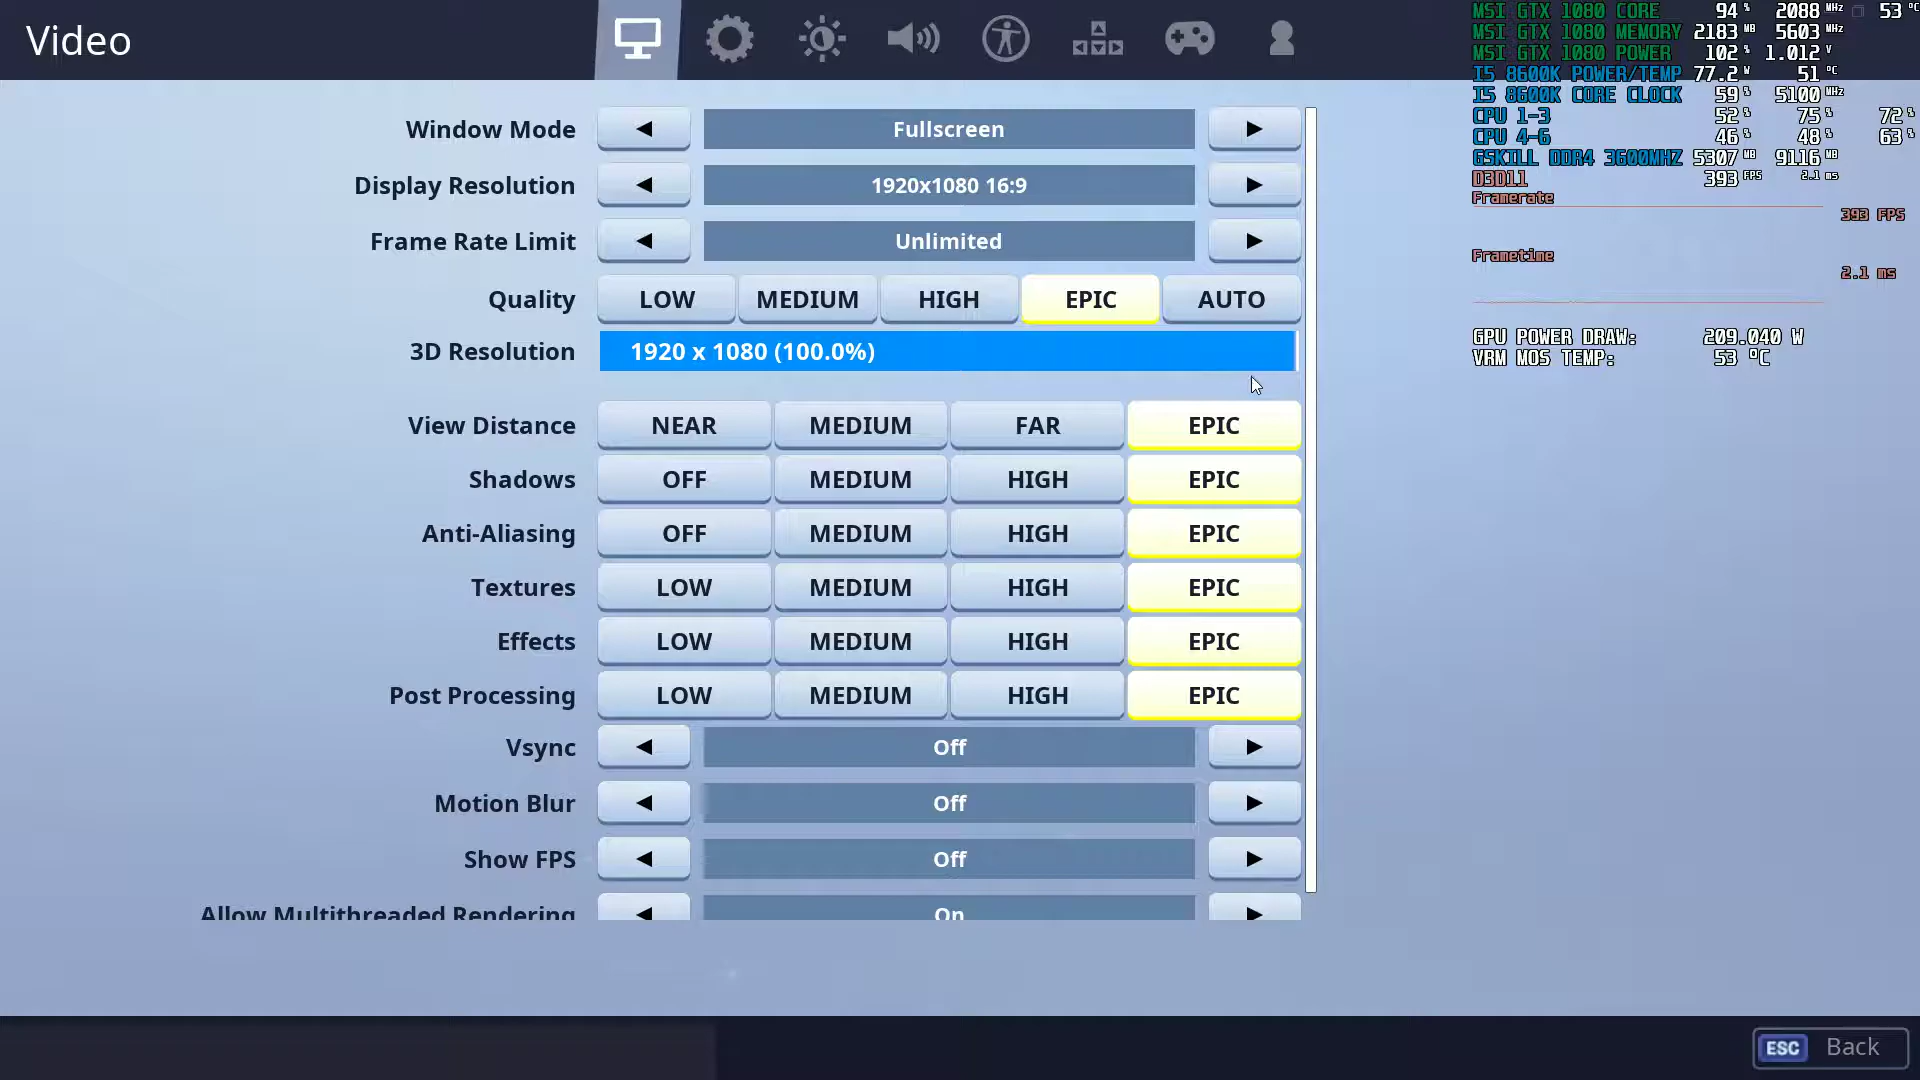 Video
Window Mode ◀ Fullscreen ▶
Display Resolution ◀ 1920x1080 16:9 ▶
Frame Rate Limit ◀ Unlimited ▶
Quality LOW MEDIUM HIGH EPIC AUTO
3D Resolution 1920 x 1080 (100.0%)
View Distance NEAR MEDIUM FAR EPIC
Shadows OFF MEDIUM HIGH EPIC
Anti-Aliasing OFF MEDIUM HIGH EPIC
Textures LOW MEDIUM HIGH EPIC
Effects LOW MEDIUM HIGH EPIC
Post Processing LOW MEDIUM HIGH EPIC
Vsync ◀ Off ▶
Motion Blur ◀ Off ▶
Show FPS ◀ Off ▶
Allow Multithreaded Rendering ◀ On ▶
MSI GTX 1080 CORE 94 % 2088 MHz 53 °C
MSI GTX 1080 MEMORY 2183 MB 5603 MHz
MSI GTX 1080 POWER 102 % 1.012 V
I5 8600K POWER/TEMP 77.2 W 51 °C
I5 8600K CORE CLOCK 59 % 5100 MHz
CPU 1-3 52 % 75 % 72 %
CPU 4-6 46 % 48 % 63 %
GSKILL DDR4 3600MHZ 5307 MB 9116 MB
D3D11 393 FPS 2.1 ms
Framerate
393 FPS
Frametime
2.1 ms
GPU POWER DRAW: 209.040 W
VRM MOS TEMP: 53 °C
ESC Back